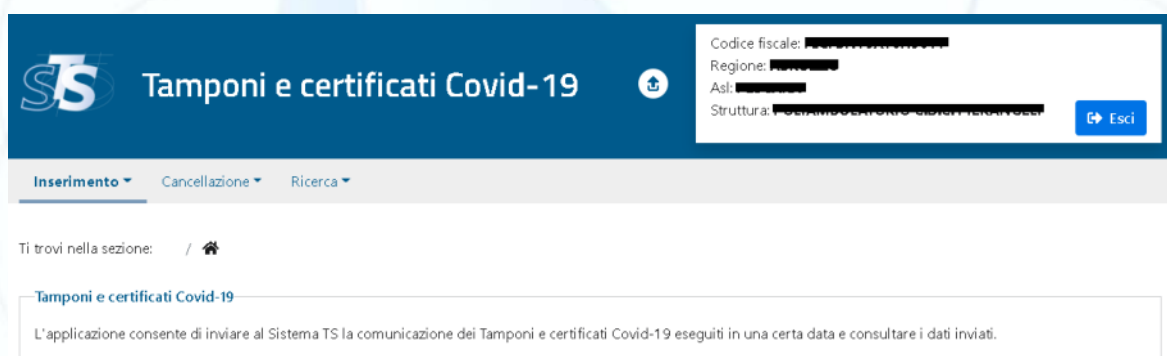 Codice fiscale:
Regione:
STS Tamponi e certificati Covid-19
Asl:
Struttura:
Esci
Inserimento Cancellazione Ricerca
Ti trovi nella sezione: /
Tamponi e certificati Covid-19
L'applicazione consente di inviare al Sistema TS la comunicazione dei Tamponi e certificati Covid-19 eseguiti in una certa data e consultare i dati inviati.